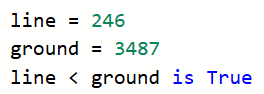 line = 246
ground = 3487
line < ground is True